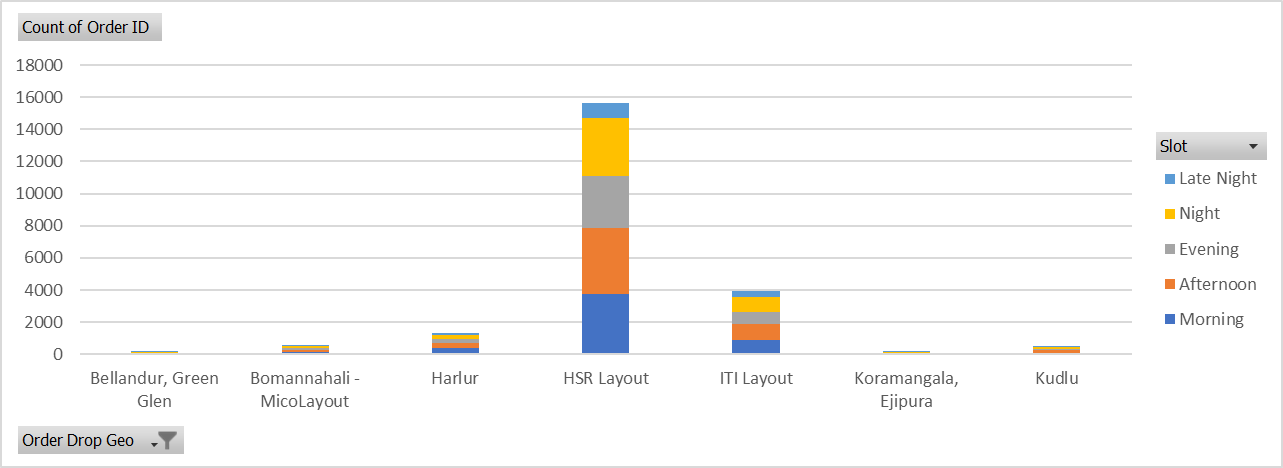 Count of Order ID
18000
16000
14000
12000
10000
8000
6000
4000
2000
0
Bellandur, Green
Glen
Bomannahali -
MicoLayout
Harlur
HSR Layout
ITI Layout
Koramangala,
Ejipura
Kudlu
Slot
Late Night
Night
Evening
Afternoon
Morning
Order Drop Geo